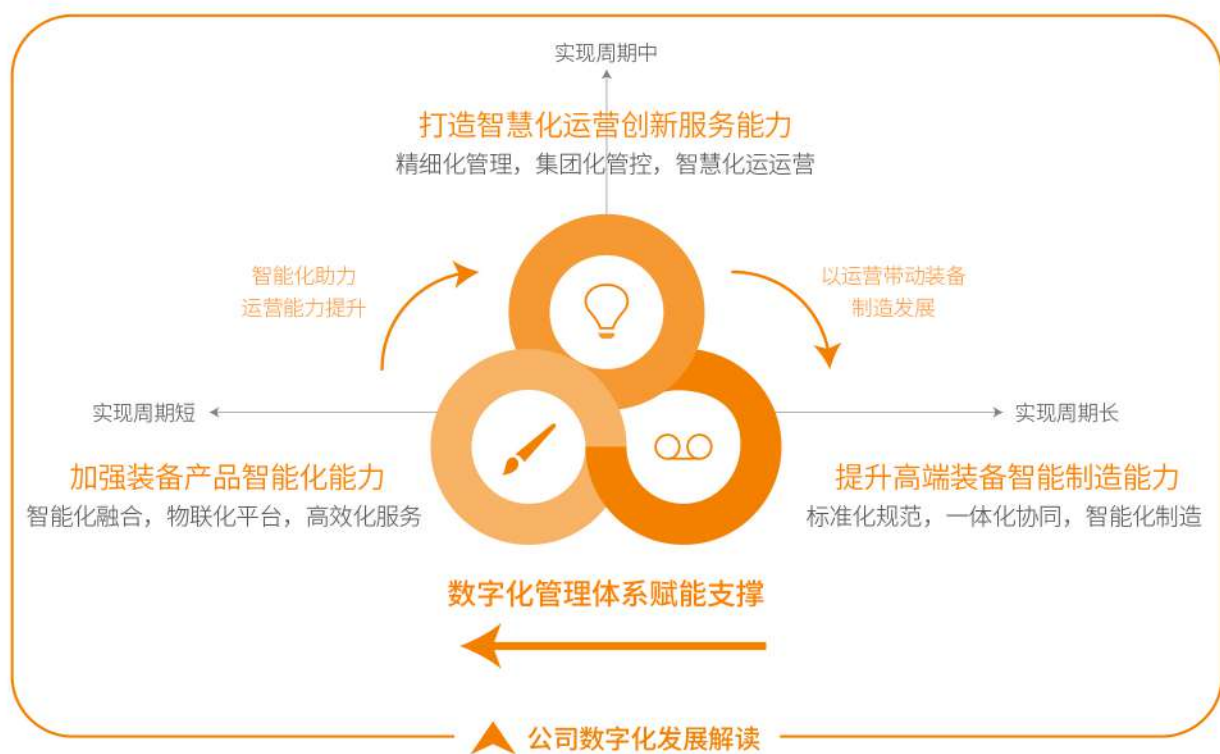 实现周期中
打造智慧化运营创新服务能力
精细化管理，集团化管控，智慧化运运营
智能化助力
运营能力提升
以运营带动装备
制造发展
实现周期短
实现周期长
加强装备产品智能化能力
智能化融合，物联化平台，高效化服务
提升高端装备智能制造能力
标准化规范，一体化协同，智能化制造
数字化管理体系赋能支撑
公司数字化发展解读